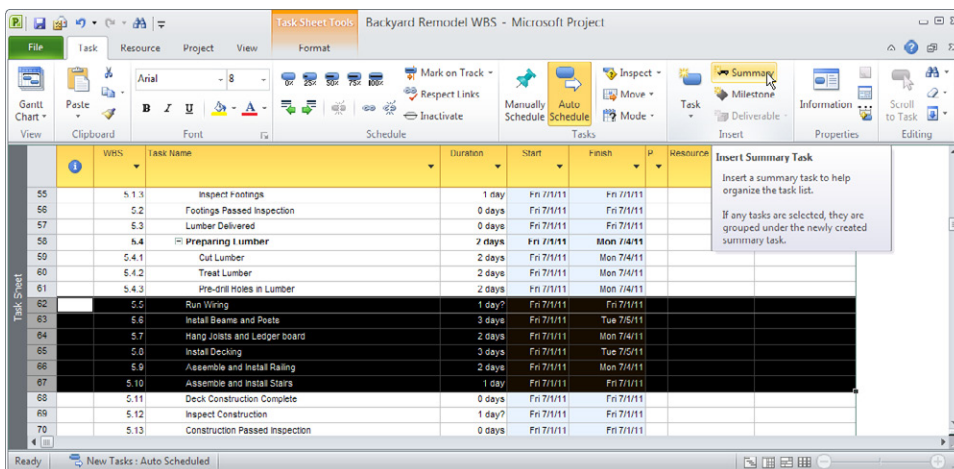 Task Sheet Tools
Backyard Remodel WBS - Microsoft Project
File Task Resource Project View Format
Gantt Chart
View
Paste
Clipboard
Arial 8
B I U A
Font
0% 25% 50% 75% 100%
Mark on Track
Respect Links
Inactivate
Schedule
Manually Schedule
Auto Schedule
Inspect
Move
Mode
Tasks
Task
Summary
Milestone
Deliverable
Insert
Information
Properties
Scroll to Task
Editing
WBS Task Name Duration Start Finish P Resource
Insert Summary Task
Insert a summary task to help
organize the task list.
If any tasks are selected, they are
grouped under the newly created
summary task.
Task Sheet
55 5.1.3 Inspect Footings 1 day Fri 7/1/11 Fri 7/1/11
56 5.2 Footings Passed Inspection 0 days Fri 7/1/11 Fri 7/1/11
57 5.3 Lumber Delivered 0 days Fri 7/1/11 Fri 7/1/11
58 5.4 Preparing Lumber 2 days Fri 7/1/11 Mon 7/4/11
59 5.4.1 Cut Lumber 2 days Fri 7/1/11 Mon 7/4/11
60 5.4.2 Treat Lumber 2 days Fri 7/1/11 Mon 7/4/11
61 5.4.3 Pre-drill Holes in Lumber 2 days Fri 7/1/11 Mon 7/4/11
62 5.5 Run Wiring 1 day? Fri 7/1/11 Fri 7/1/11
63 5.6 Install Beams and Posts 3 days Fri 7/1/11 Tue 7/5/11
64 5.7 Hang Joists and Ledger board 2 days Fri 7/1/11 Mon 7/4/11
65 5.8 Install Decking 3 days Fri 7/1/11 Tue 7/5/11
66 5.9 Assemble and Install Railing 2 days Fri 7/1/11 Mon 7/4/11
67 5.10 Assemble and Install Stairs 1 day Fri 7/1/11 Fri 7/1/11
68 5.11 Deck Construction Complete 0 days Fri 7/1/11 Fri 7/1/11
69 5.12 Inspect Construction 1 day? Fri 7/1/11 Fri 7/1/11
70 5.13 Construction Passed Inspection 0 days Fri 7/1/11 Fri 7/1/11
Ready New Tasks : Auto Scheduled